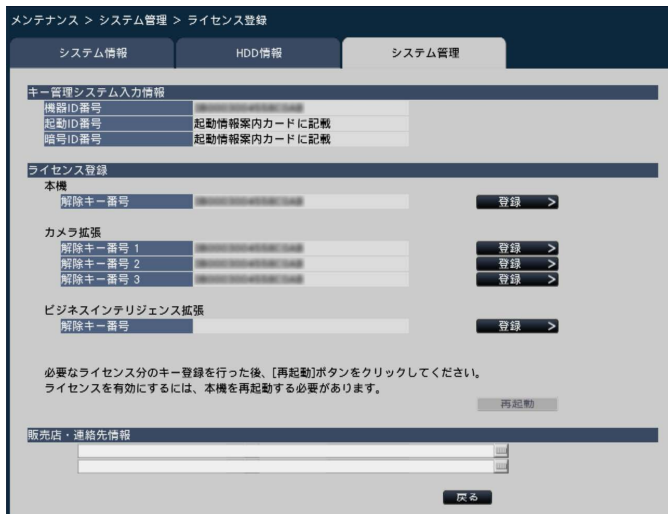 メンテナンス > システム管理 > ライセンス登録
システム情報 HDD情報 システム管理
キー管理システム入力情報
機器ID番号
起動ID番号 起動情報案内カードに記載
暗号ID番号 起動情報案内カードに記載
ライセンス登録
本機
解除キー番号 登録 >
カメラ拡張
解除キー番号 1 登録 >
解除キー番号 2 登録 >
解除キー番号 3 登録 >
ビジネスインテリジェンス拡張
解除キー番号 登録 >
必要なライセンス分のキー登録を行った後、[再起動]ボタンをクリックしてください。
ライセンスを有効にするには、本機を再起動する必要があります。
再起動
販売店・連絡先情報
戻る